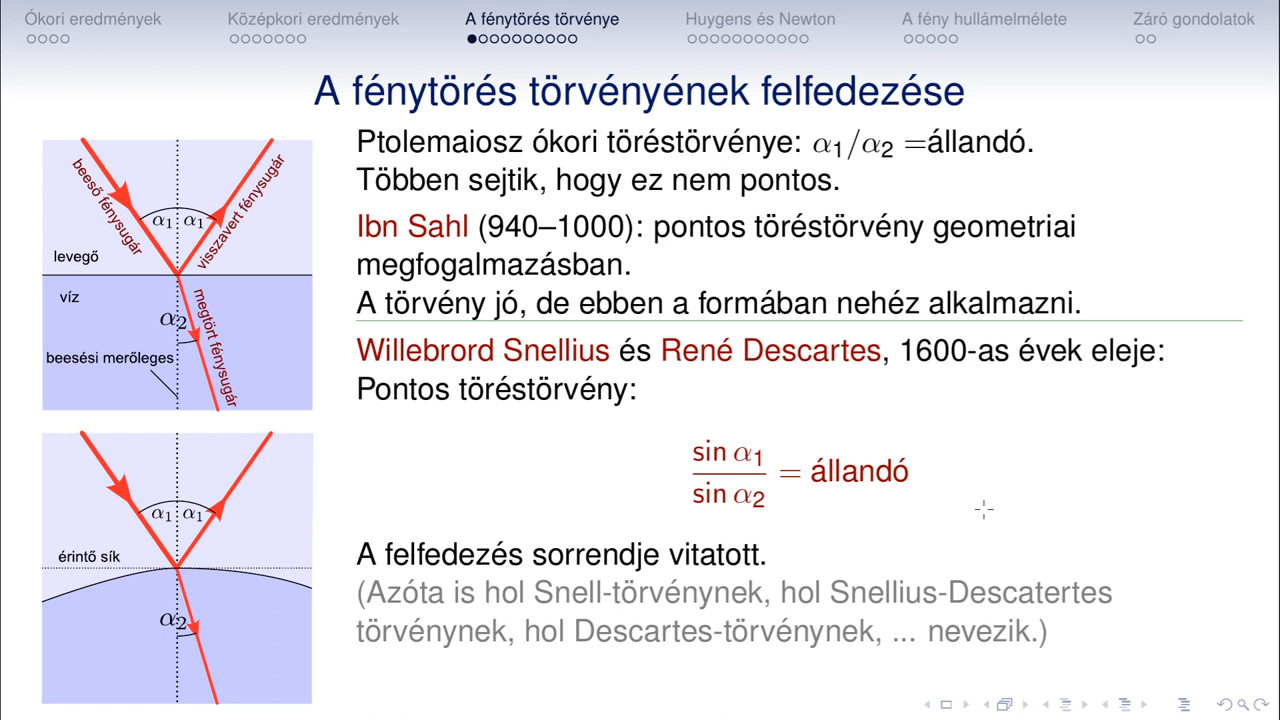 Ókori eredmények Középkori eredmények A fénytörés törvénye Huygens és Newton A fény hullámelmélete Záró gondolatok
A fénytörés törvényének felfedezése
beeső fénysugár
visszavert fénysugár
α1 α1
levegő
víz
α2
megtört fénysugár
beesési merőleges
α1 α1
érintő sík
α2
Ptolemaiosz ókori töréstörvénye: α1/α2 =állandó.
Többen sejtik, hogy ez nem pontos.
Ibn Sahl (940–1000): pontos töréstörvény geometriai
megfogalmazásban.
A törvény jó, de ebben a formában nehéz alkalmazni.
Willebrord Snellius és René Descartes, 1600-as évek eleje:
Pontos töréstörvény:
sin α1
= állandó
sin α2
A felfedezés sorrendje vitatott.
(Azóta is hol Snell-törvénynek, hol Snellius-Descatertes
törvénynek, hol Descartes-törvénynek, ... nevezik.)